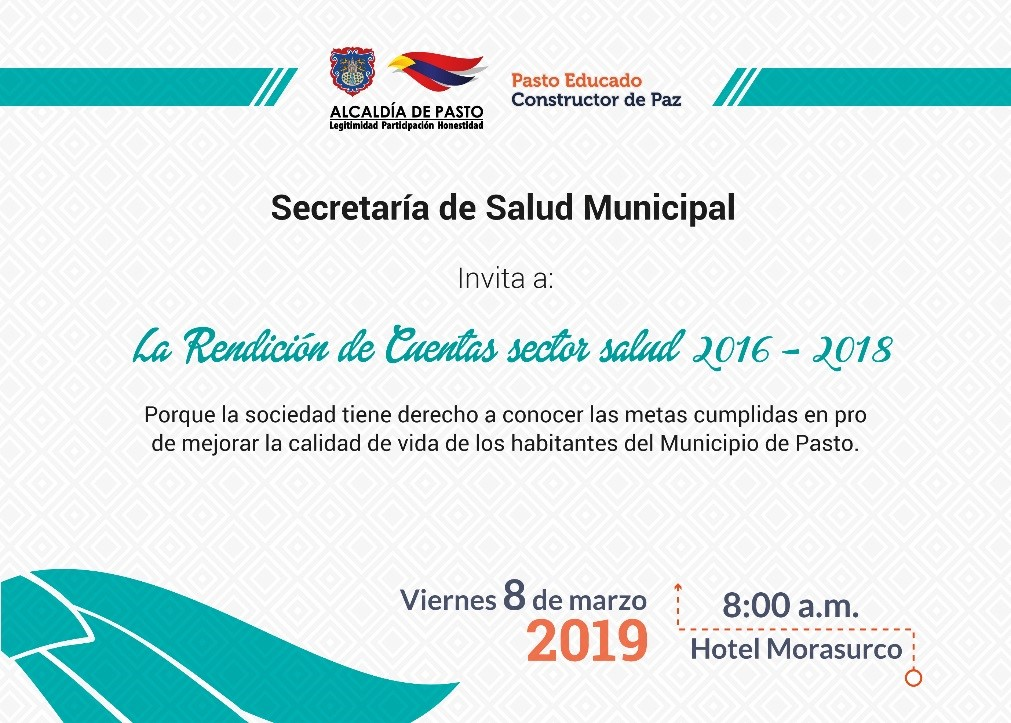 ALCALDÍA DE PASTO
Legitimidad Participación Honestidad
Pasto Educado
Constructor de Paz
Secretaría de Salud Municipal
Invita a:
La Rendición de Cuentas sector salud 2016 – 2018
Porque la sociedad tiene derecho a conocer las metas cumplidas en pro
de mejorar la calidad de vida de los habitantes del Municipio de Pasto.
Viernes 8 de marzo
2019
8:00 a.m.
Hotel Morasurco